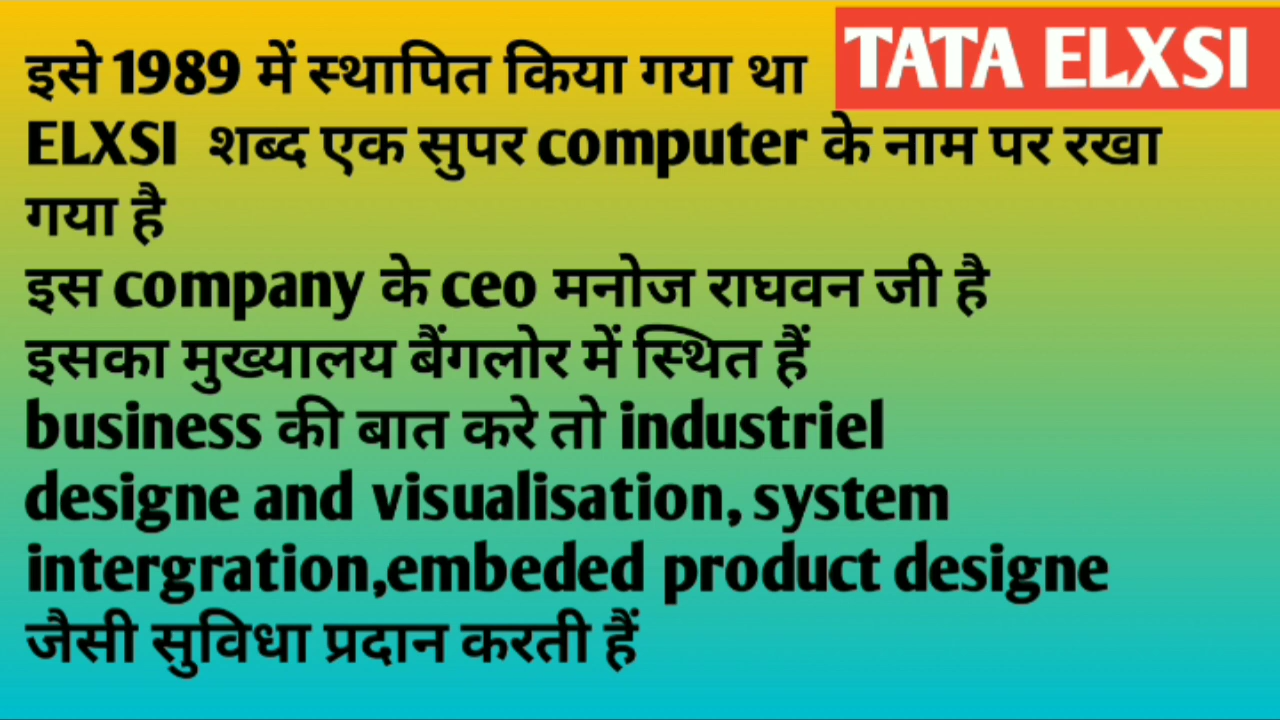 इसे 1989 में स्थापित किया गया था
TATA ELXSI
ELXSI शब्द एक सुपर computer के नाम पर रखा
गया है
इस company के ceo मनोज राघवन जी है
इसका मुख्यालय बैंगलोर में स्थित हैं
business की बात करे तो industriel
designe and visualisation, system
intergration,embeded product designe
जैसी सुविधा प्रदान करती हैं